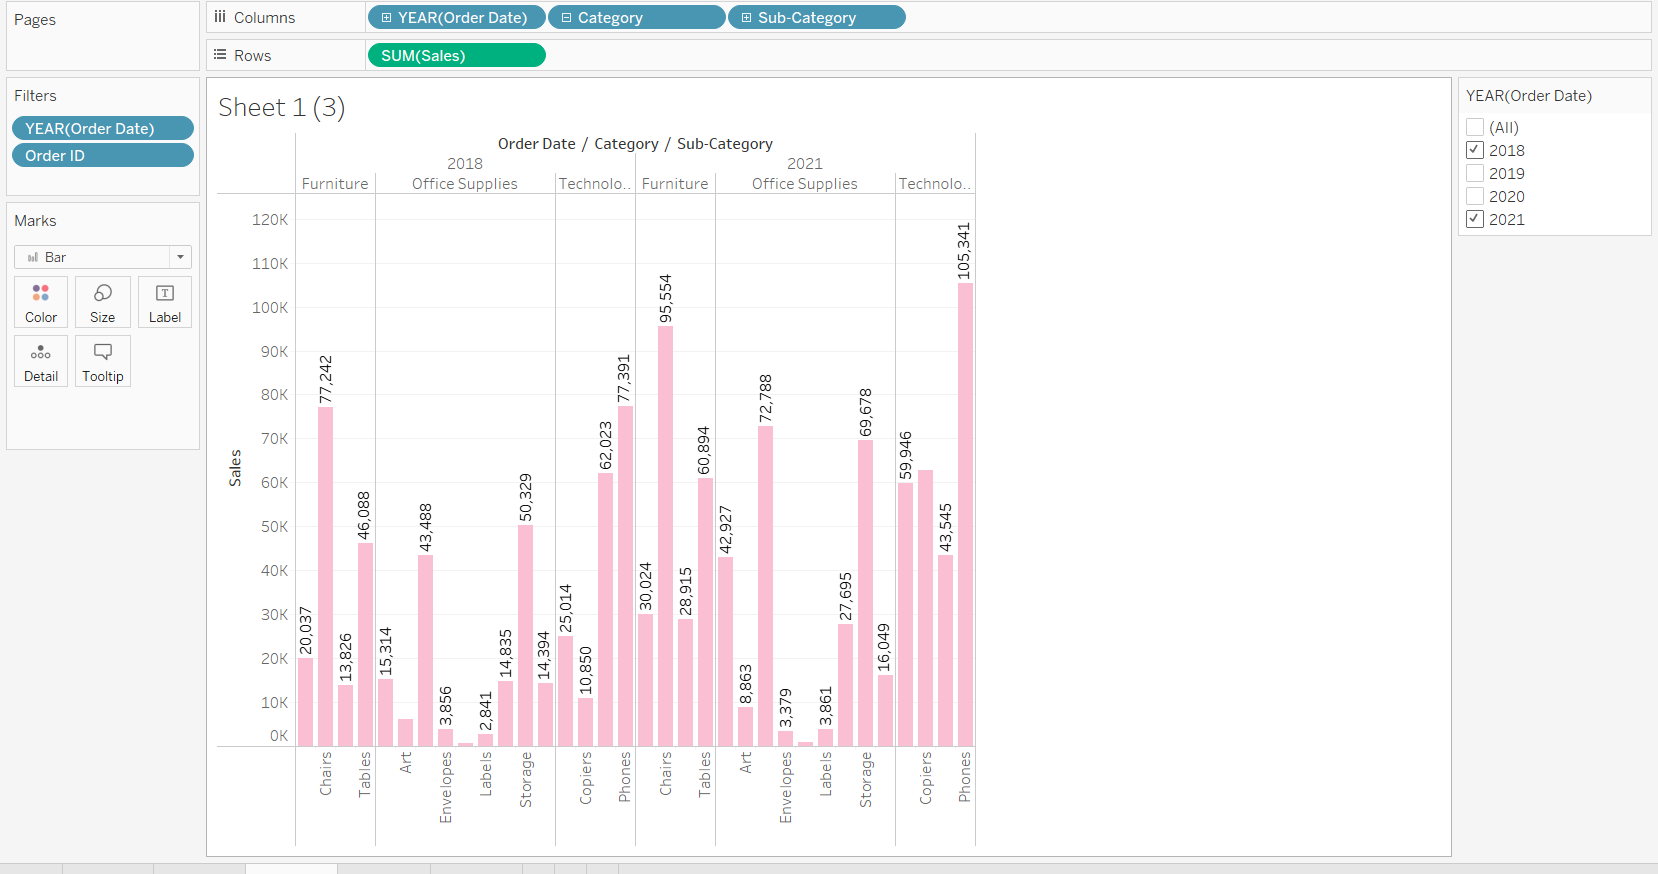 Pages
Columns
YEAR(Order Date)
Category
Sub-Category
Rows
SUM(Sales)
Filters
YEAR(Order Date)
Order ID
Marks
Bar
Color
Size
Label
Detail
Tooltip
Sheet 1 (3)
Order Date / Category / Sub-Category
2018
2021
Furniture
Office Supplies
Technolo..
Furniture
Office Supplies
Technolo..
Sales
120K
110K
100K
90K
80K
70K
60K
50K
40K
30K
20K
10K
0K
20,037
77,242
13,826
46,088
15,314
43,488
3,856
2,841
14,835
50,329
14,394
25,014
10,850
62,023
77,391
30,024
95,554
28,915
60,894
42,927
8,863
72,788
3,379
3,861
27,695
69,678
16,049
59,946
43,545
105,341
Chairs
Tables
Art
Envelopes
Labels
Storage
Copiers
Phones
Chairs
Tables
Art
Envelopes
Labels
Storage
Copiers
Phones
YEAR(Order Date)
(All)
2018
2019
2020
2021